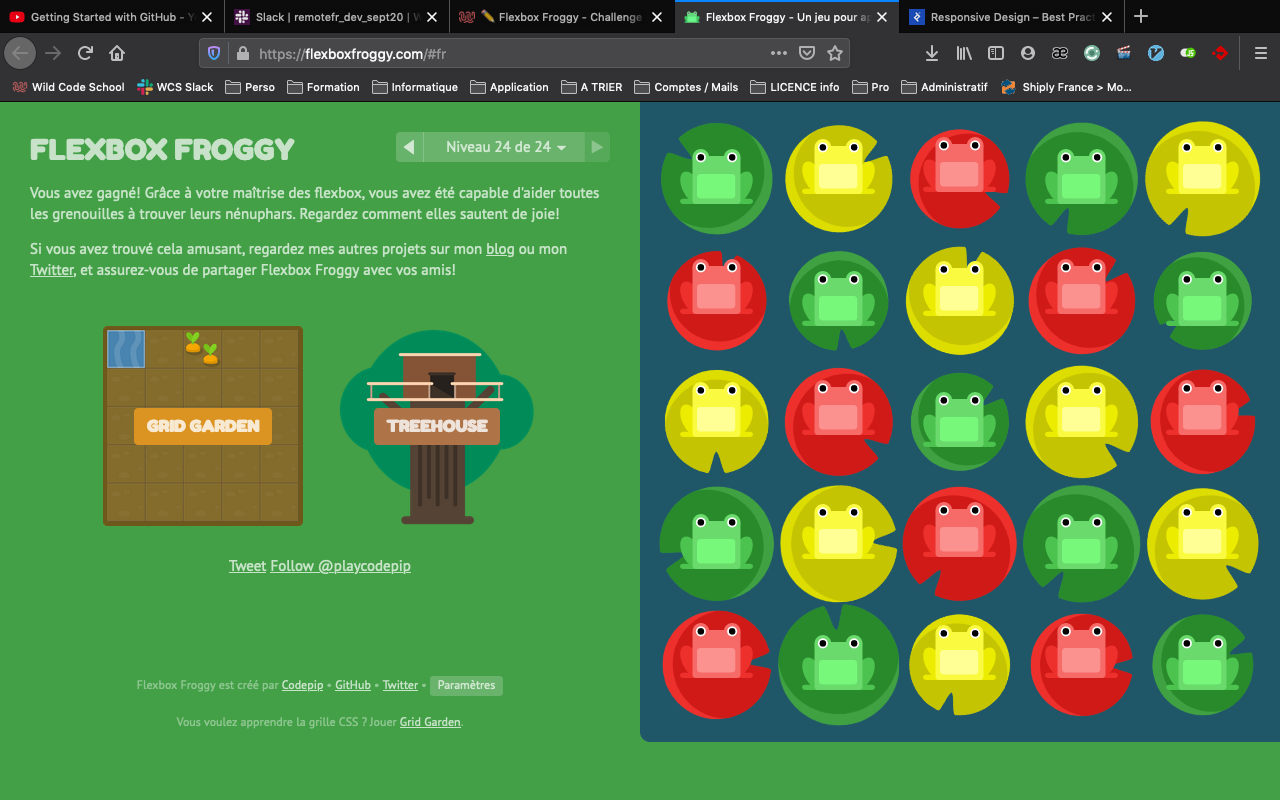 Getting Started with GitHub - Y
Slack | remotefr_dev_sept20 | W
Flexbox Froggy - Challenge
Flexbox Froggy - Un jeu pour ap
Responsive Design – Best Pract
https://flexboxfroggy.com/#fr
Wild Code School
WCS Slack
Perso
Formation
Informatique
Application
A TRIER
Comptes / Mails
LICENCE info
Pro
Administratif
Shiply France > Mo...
FLEXBOX FROGGY
Niveau 24 de 24
Vous avez gagné! Grâce à votre maîtrise des flexbox, vous avez été capable d'aider toutes
les grenouilles à trouver leurs nénuphars. Regardez comment elles sautent de joie!
Si vous avez trouvé cela amusant, regardez mes autres projets sur mon blog ou mon
Twitter, et assurez-vous de partager Flexbox Froggy avec vos amis!
GRID GARDEN
TREEHOUSE
Tweet Follow @playcodepip
Flexbox Froggy est créé par Codepip • GitHub • Twitter • Paramètres
Vous voulez apprendre la grille CSS ? Jouer Grid Garden.